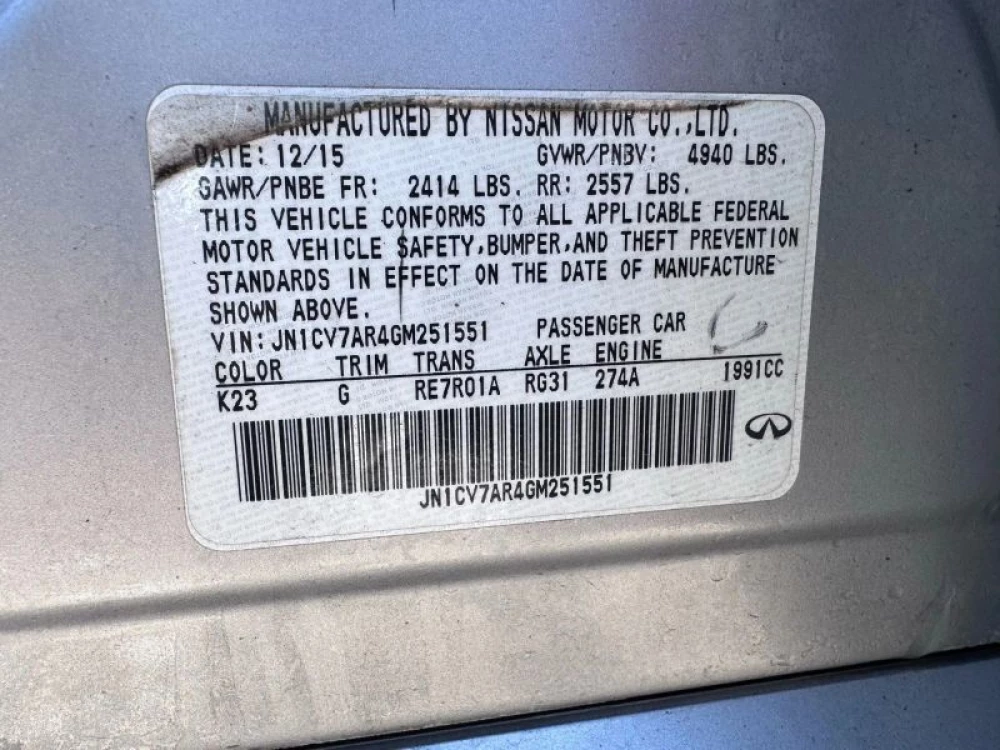 MANUFACTURED BY NISSAN MOTOR CO.,LTD.
DATE: 12/15 GVWR/PNBV: 4940 LBS.
GAWR/PNBE FR: 2414 LBS. RR: 2557 LBS.
THIS VEHICLE CONFORMS TO ALL APPLICABLE FEDERAL
MOTOR VEHICLE SAFETY,BUMPER,AND THEFT PREVENTION
STANDARDS IN EFFECT ON THE DATE OF MANUFACTURE
SHOWN ABOVE.
VIN: JN1CV7AR4GM251551 PASSENGER CAR
COLOR TRIM TRANS AXLE ENGINE
K23 G RE7R01A RG31 274A 1991CC
JN1CV7AR4GM251551